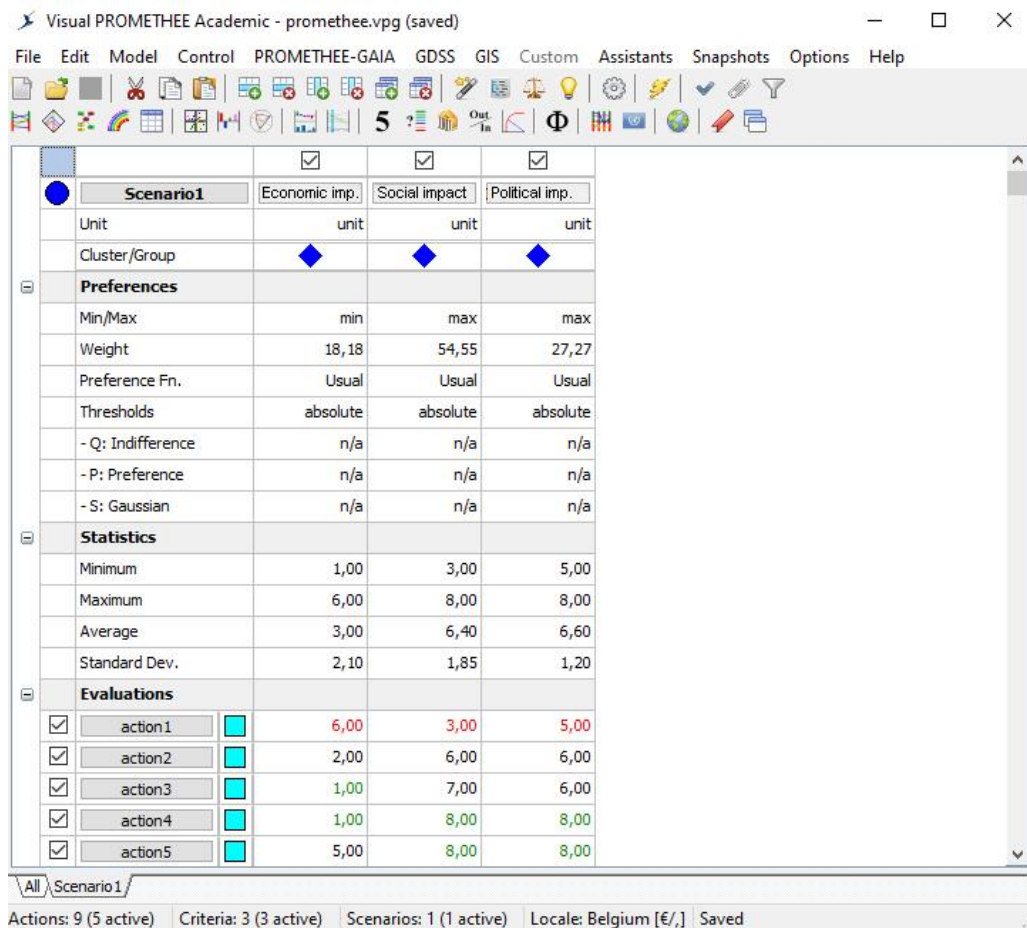 Visual PROMETHEE Academic - promethee.vpg (saved)
File Edit Model Control PROMETHEE-GAIA GDSS GIS Custom Assistants Snapshots Options Help
5 ? Out In Φ
Scenario1 Economic imp. Social impact Political imp.
Unit unit unit unit
Cluster/Group
Preferences
Min/Max min max max
Weight 18,18 54,55 27,27
Preference Fn. Usual Usual Usual
Thresholds absolute absolute absolute
- Q: Indifference n/a n/a n/a
- P: Preference n/a n/a n/a
- S: Gaussian n/a n/a n/a
Statistics
Minimum 1,00 3,00 5,00
Maximum 6,00 8,00 8,00
Average 3,00 6,40 6,60
Standard Dev. 2,10 1,85 1,20
Evaluations
action1 6,00 3,00 5,00
action2 2,00 6,00 6,00
action3 1,00 7,00 6,00
action4 1,00 8,00 8,00
action5 5,00 8,00 8,00
All Scenario1
Actions: 9 (5 active) Criteria: 3 (3 active) Scenarios: 1 (1 active) Locale: Belgium [€/,] Saved